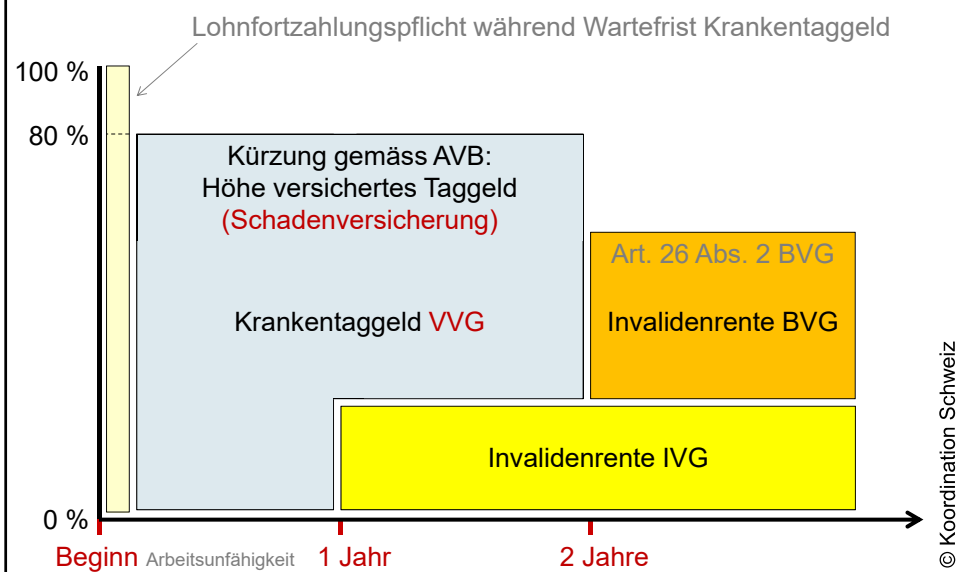 Lohnfortzahlungspflicht während Wartefrist Krankentaggeld
100 %
80 %
Kürzung gemäss AVB:
Höhe versichertes Taggeld
(Schadenversicherung)
Art. 26 Abs. 2 BVG
Krankentaggeld VVG
Invalidenrente BVG
Invalidenrente IVG
0 %
Beginn Arbeitsunfähigkeit 1 Jahr 2 Jahre
© Koordination Schweiz